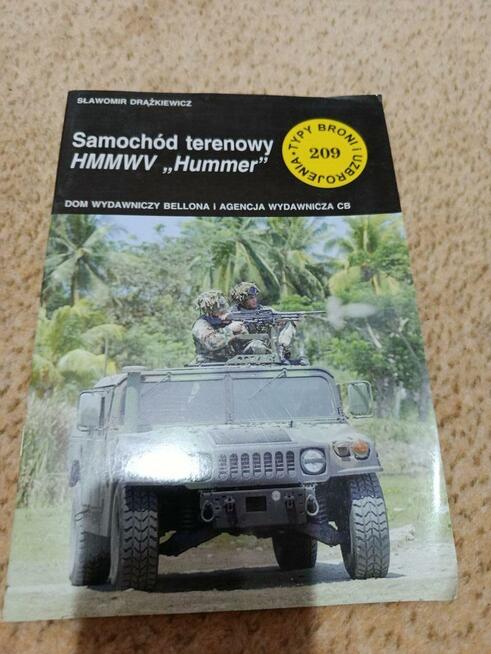 SŁAWOMIR DRĄŻKIEWICZ
Samochód terenowy
HMMWV „Hummer”
TYPY BRONI i UZBROJENIA •
209
DOM WYDAWNICZY BELLONA i AGENCJA WYDAWNICZA CB